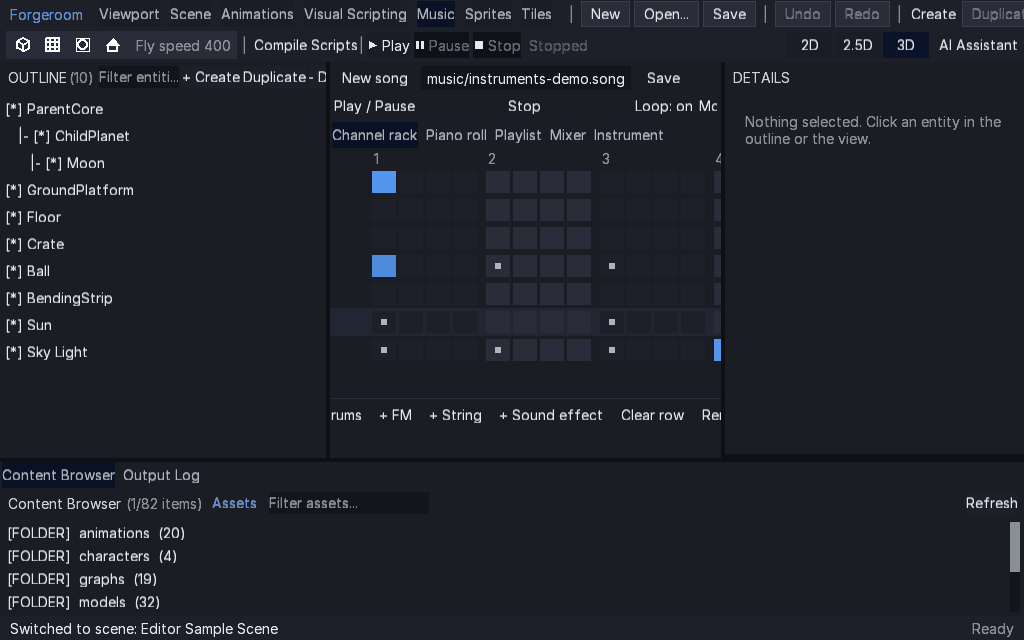 Forgeroom Viewport Scene Animations Visual Scripting Music Sprites Tiles | New Open... Save | Undo Redo | Create Duplicat
Fly speed 400 | Compile Scripts | Play Pause Stop Stopped 2D 2.5D 3D AI Assistant
OUTLINE (10) Filter entiti... + Create Duplicate - D
[*] ParentCore
|- [*] ChildPlanet
|- [*] Moon
[*] GroundPlatform
[*] Floor
[*] Crate
[*] Ball
[*] BendingStrip
[*] Sun
[*] Sky Light
New song music/instruments-demo.song Save
Play / Pause Stop Loop: on Mo
Channel rack Piano roll Playlist Mixer Instrument
1 2 3 4
rums + FM + String + Sound effect Clear row Rer
DETAILS
Nothing selected. Click an entity in the
outline or the view.
Content Browser Output Log
Content Browser (1/82 items) Assets Filter assets... Refresh
[FOLDER] animations (20)
[FOLDER] characters (4)
[FOLDER] graphs (19)
[FOLDER] models (32)
Switched to scene: Editor Sample Scene Ready